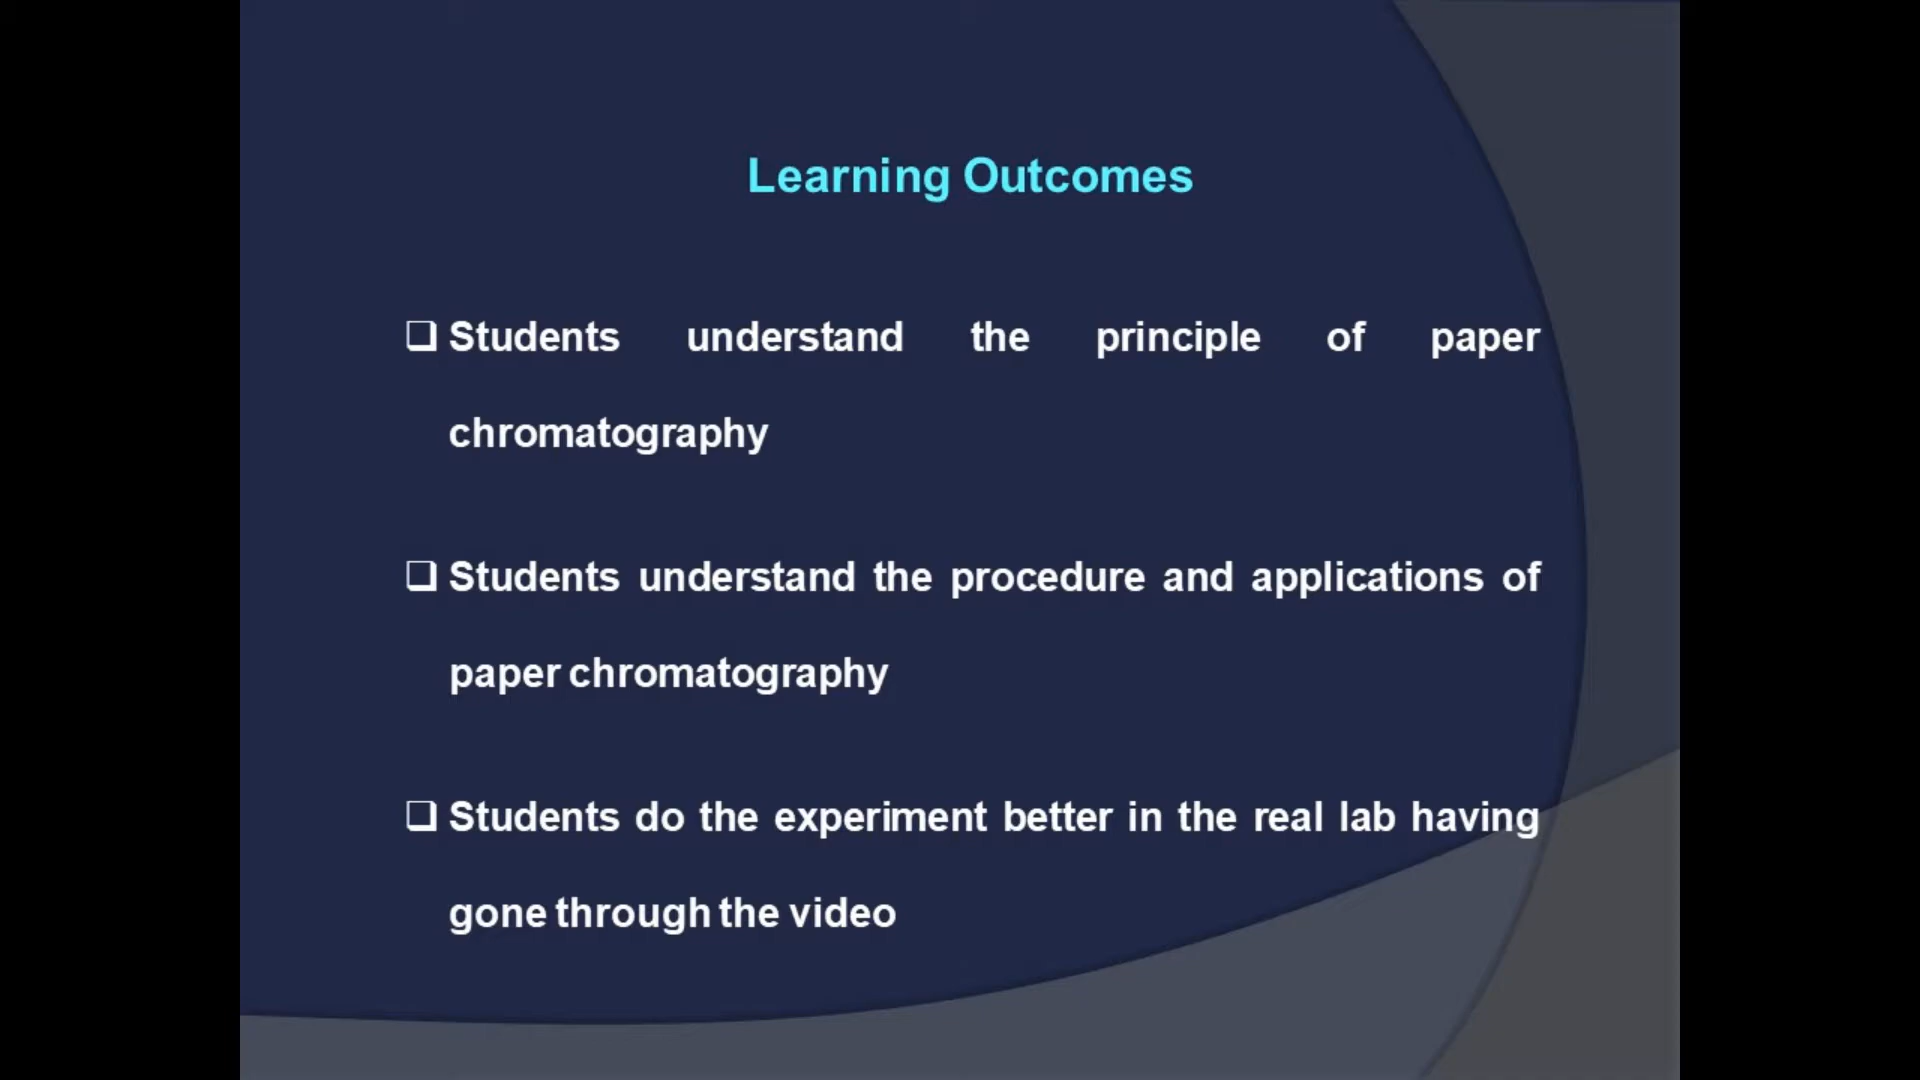 Learning Outcomes
❑ Students understand the principle of paper
chromatography
❑ Students understand the procedure and applications of
paper chromatography
❑ Students do the experiment better in the real lab having
gone through the video